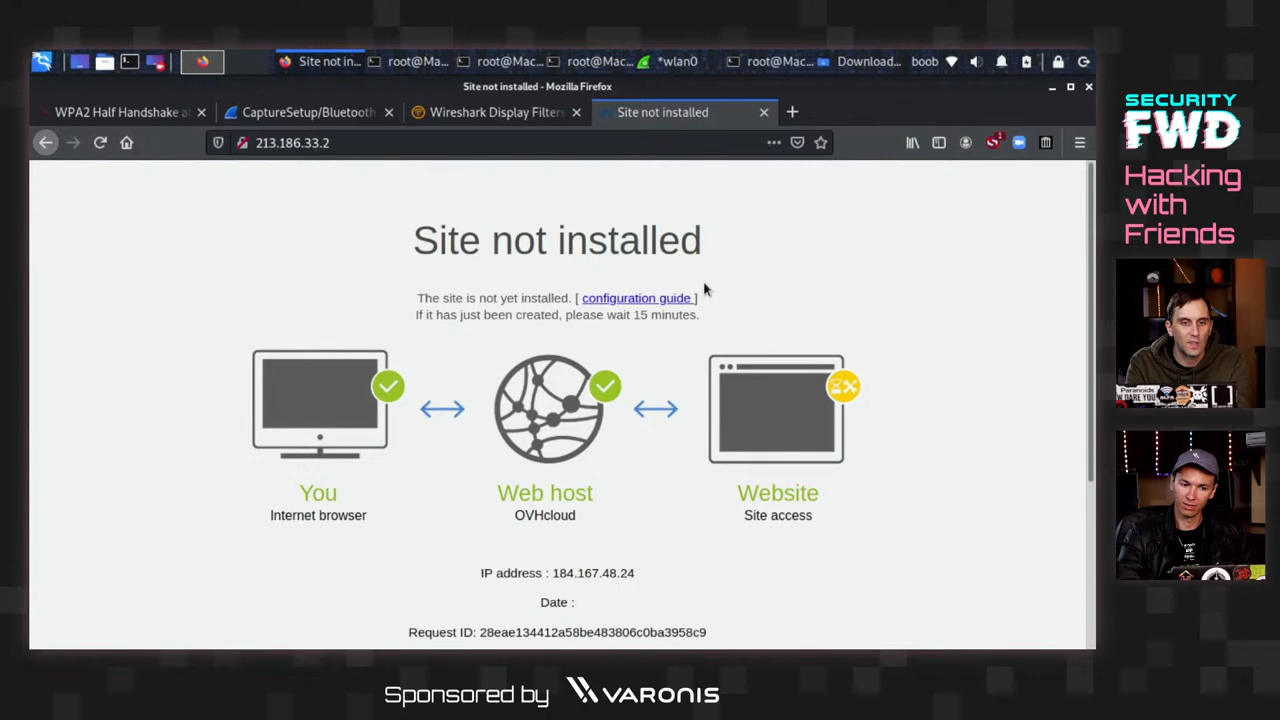 Site not in...
root@Ma...
root@Mac...
root@Mac...
*wlan0
root@Mac...
Download...
boob
Site not installed - Mozilla Firefox
WPA2 Half Handshake at
CaptureSetup/Bluetooth
Wireshark Display Filters
Site not installed
213.186.33.2
Site not installed
The site is not yet installed. [ configuration guide ]
If it has just been created, please wait 15 minutes.
You
Internet browser
Web host
OVHcloud
Website
Site access
IP address : 184.167.48.24
Date :
Request ID: 28eae134412a58be483806c0ba3958c9
SECURITY
FWD
Hacking
with
Friends
Paranoids
W DARE YOU
Sponsored by VARONIS